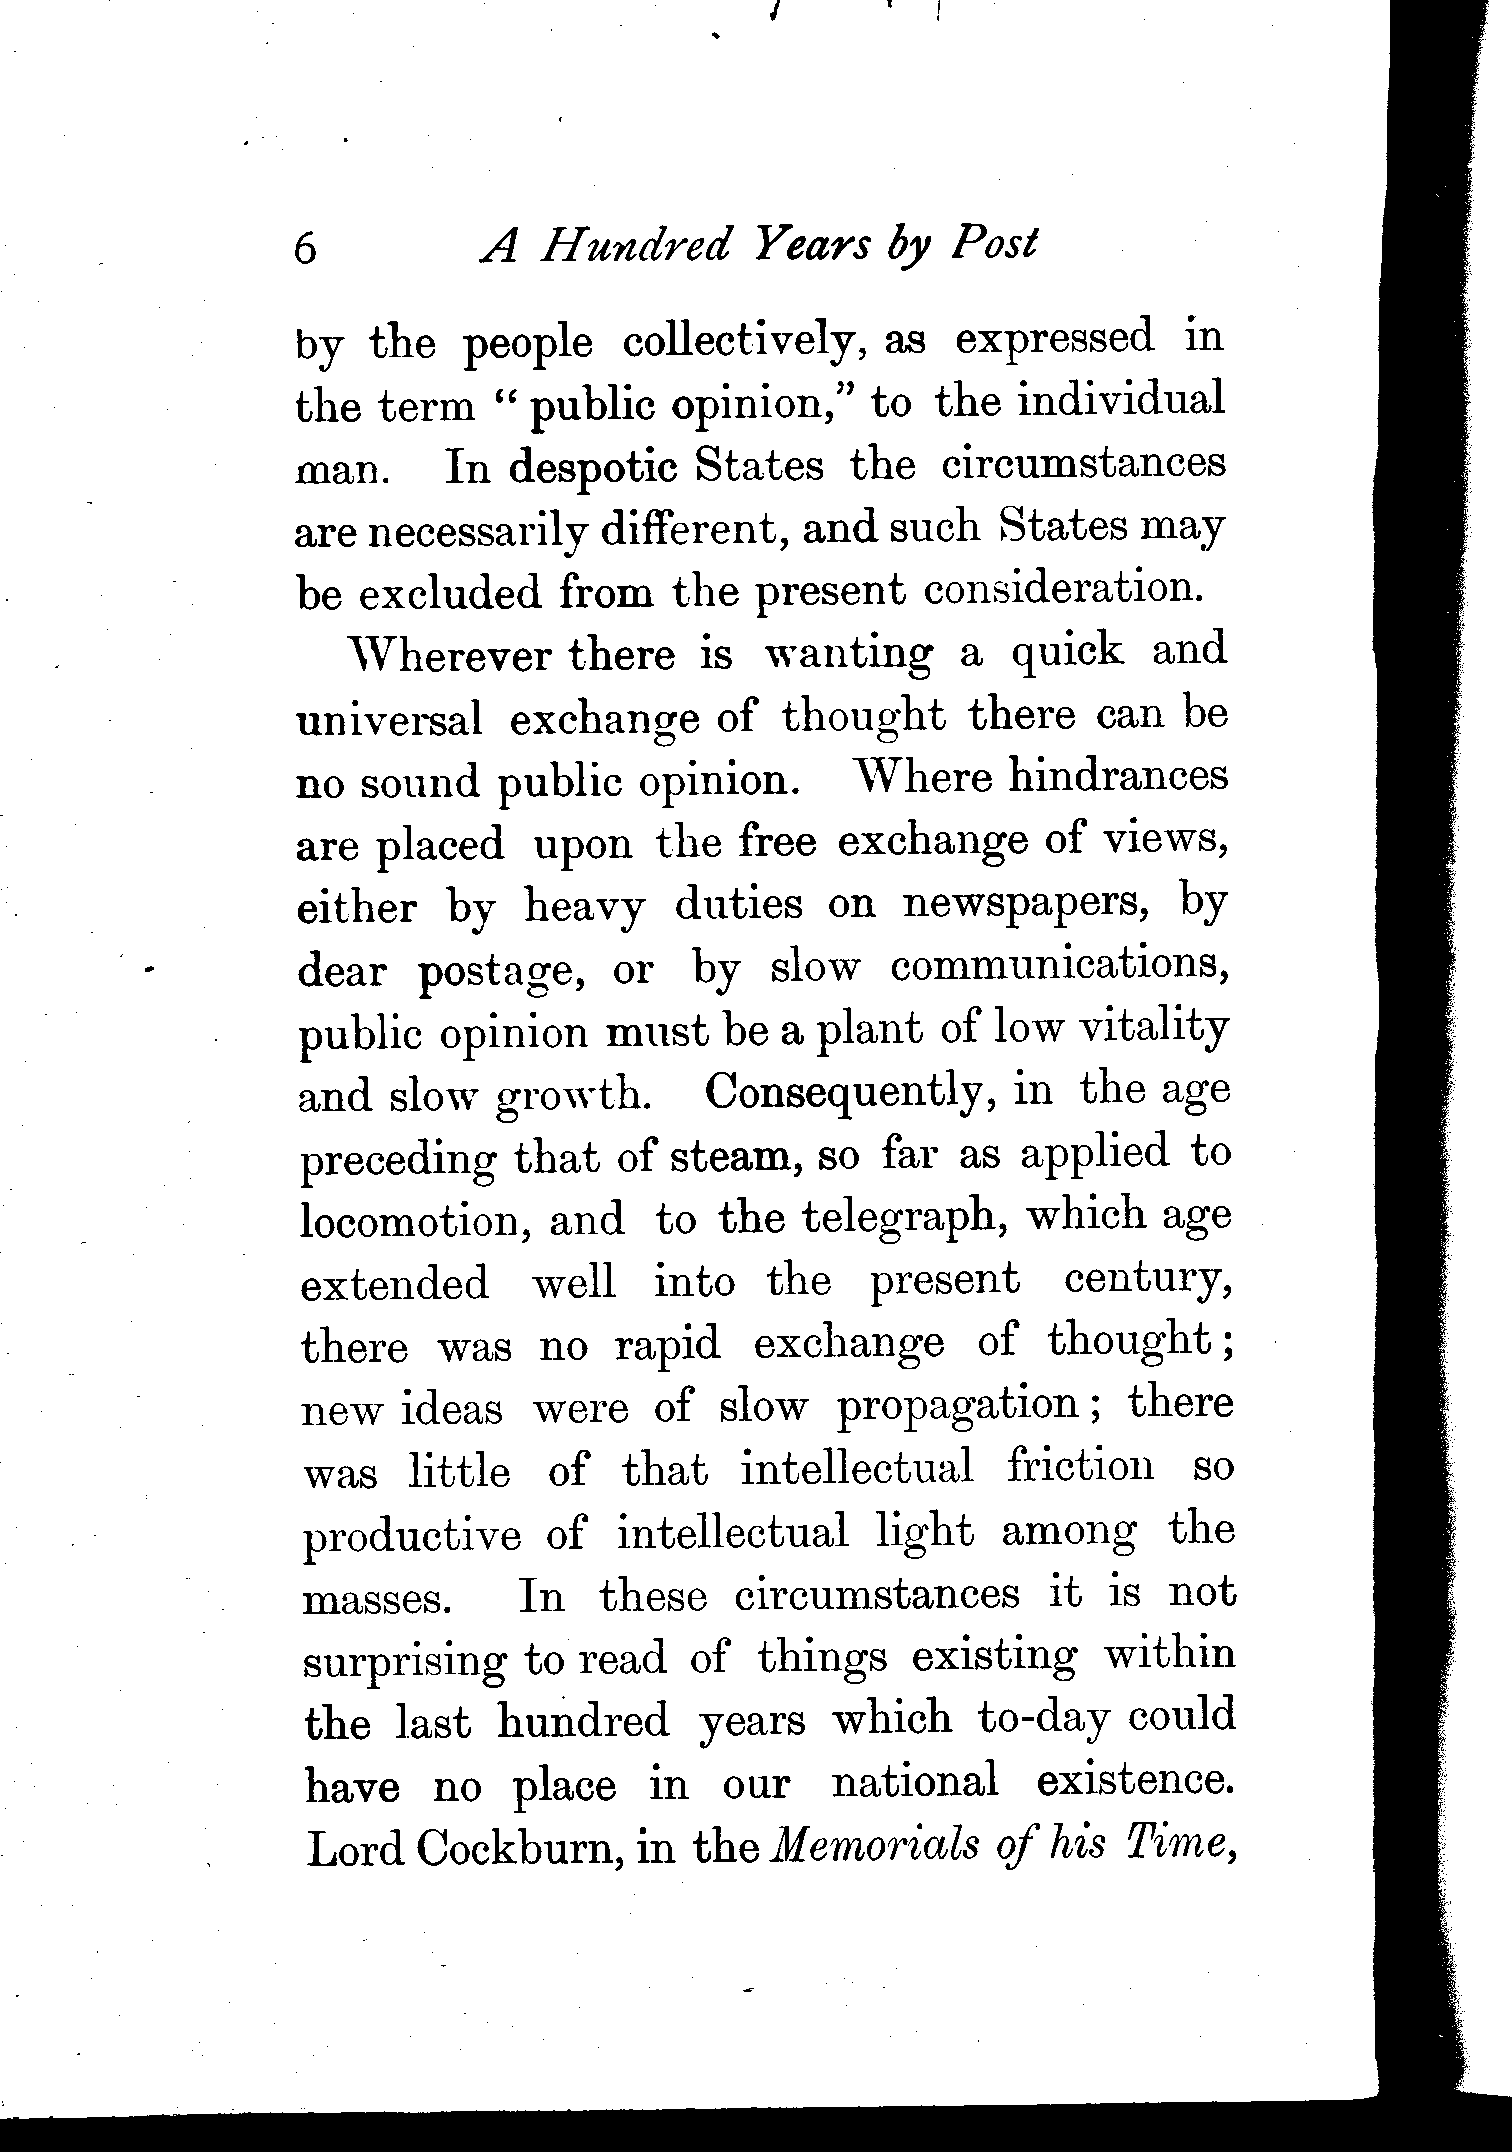 6 A Hundred Years by Post
by the people collectively, as expressed in
the term “ public opinion,” to the individual
man. In despotic States the circumstances
are necessarily different, and such States may
be excluded from the present consideration.
Wherever there is wanting a quick and
universal exchange of thought there can be
no sound public opinion. Where hindrances
are placed upon the free exchange of views,
either by heavy duties on newspapers, by
dear postage, or by slow communications,
public opinion must be a plant of low vitality
and slow growth. Consequently, in the age
preceding that of steam, so far as applied to
locomotion, and to the telegraph, which age
extended well into the present century,
there was no rapid exchange of thought ;
new ideas were of slow propagation ; there
was little of that intellectual friction so
productive of intellectual light among the
masses. In these circumstances it is not
surprising to read of things existing within
the last hundred years which to-day could
have no place in our national existence.
Lord Cockburn, in the Memorials of his Time,